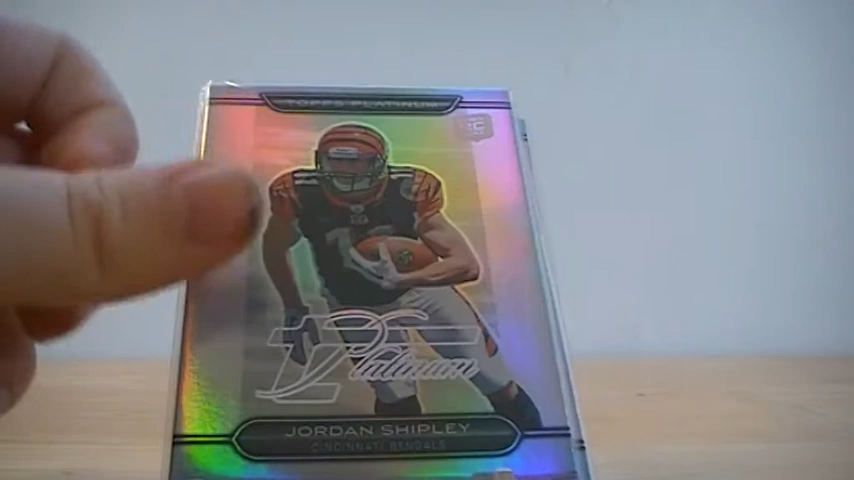 TOPPS PLATINUM
RC
Platinum
JORDAN SHIPLEY
CINCINNATI BENGALS